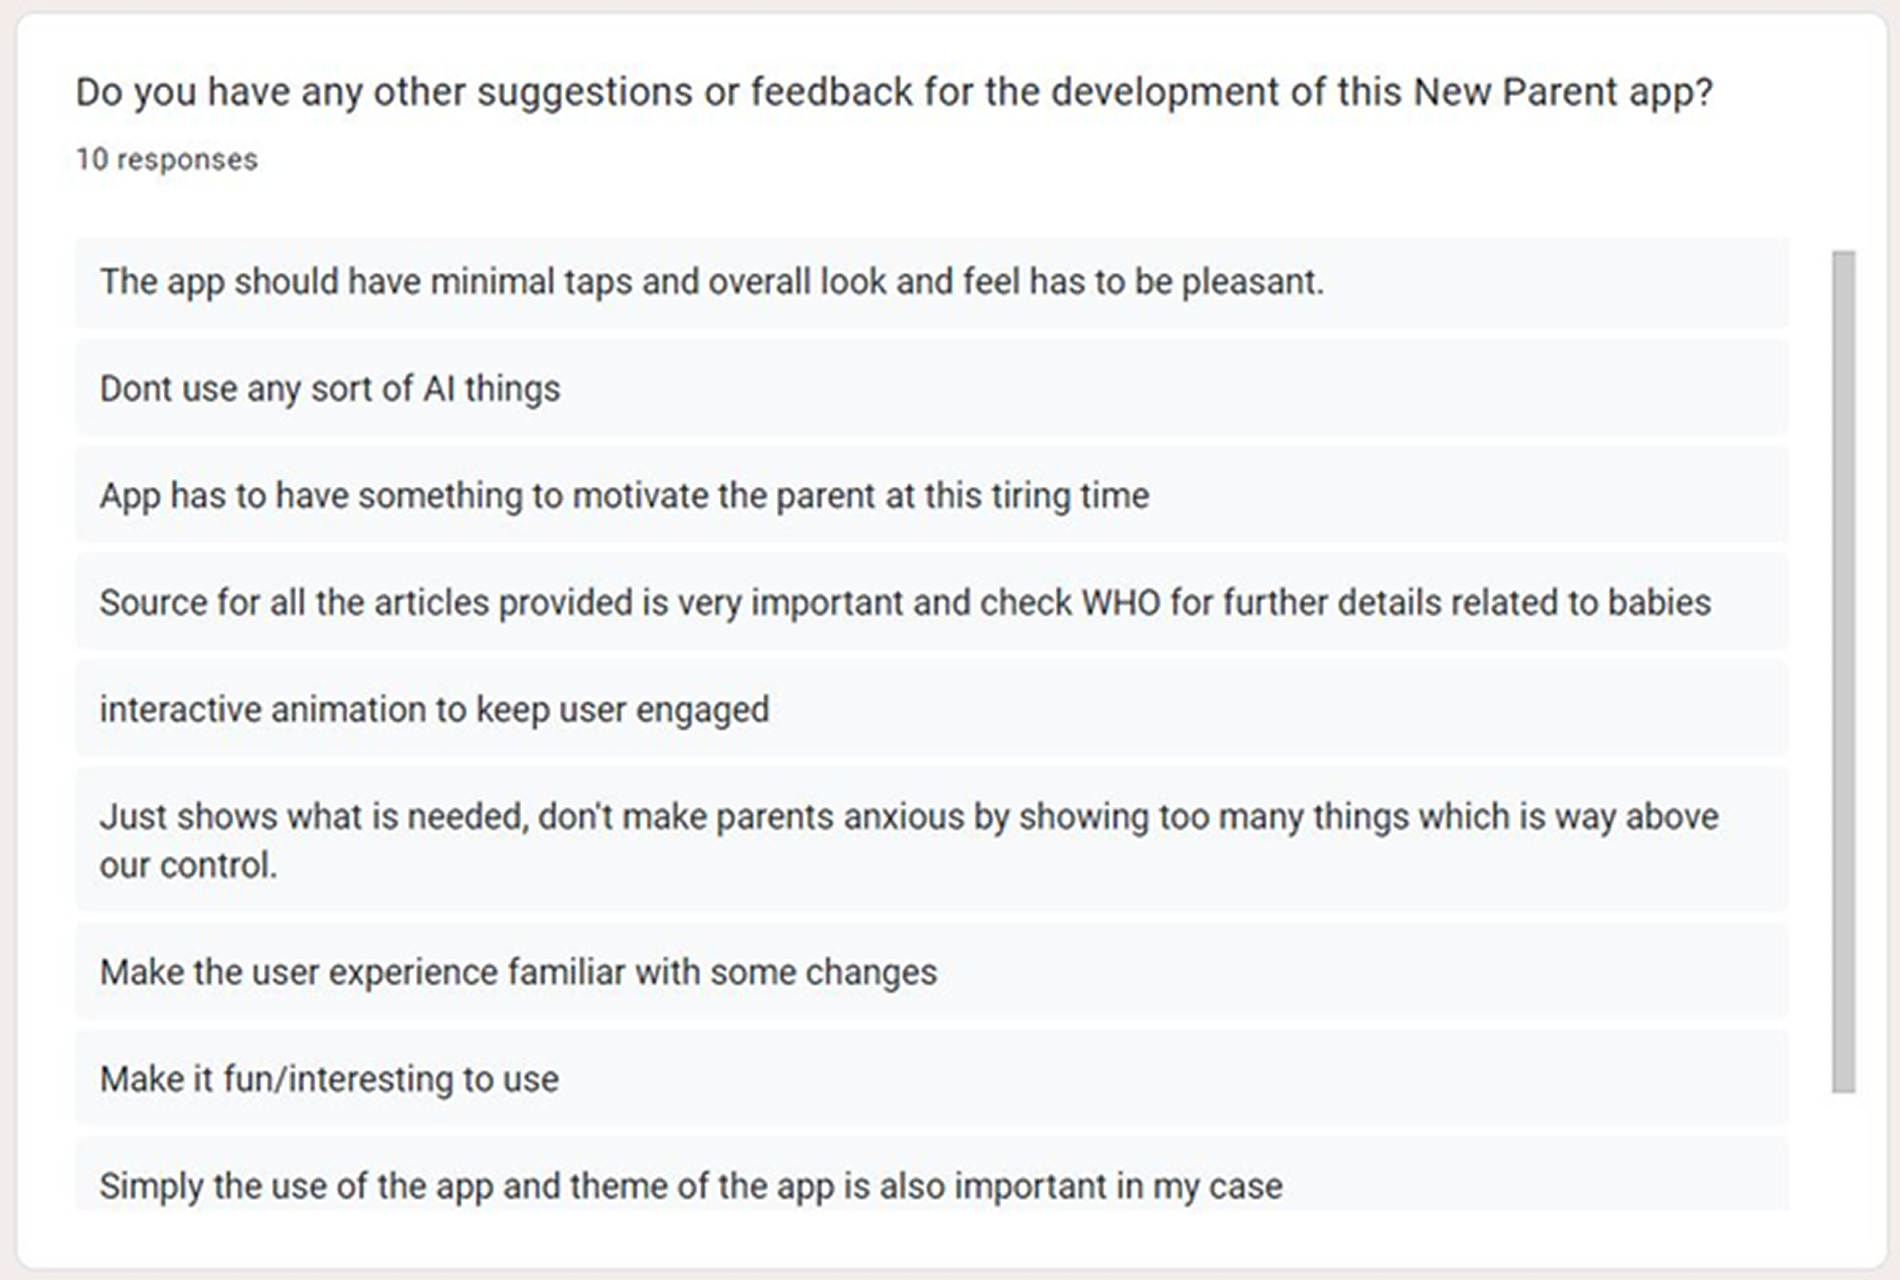 Do you have any other suggestions or feedback for the development of this New Parent app?
10 responses
The app should have minimal taps and overall look and feel has to be pleasant.
Dont use any sort of AI things
App has to have something to motivate the parent at this tiring time
Source for all the articles provided is very important and check WHO for further details related to babies
interactive animation to keep user engaged
Just shows what is needed, don't make parents anxious by showing too many things which is way above
our control.
Make the user experience familiar with some changes
Make it fun/interesting to use
Simply the use of the app and theme of the app is also important in my case